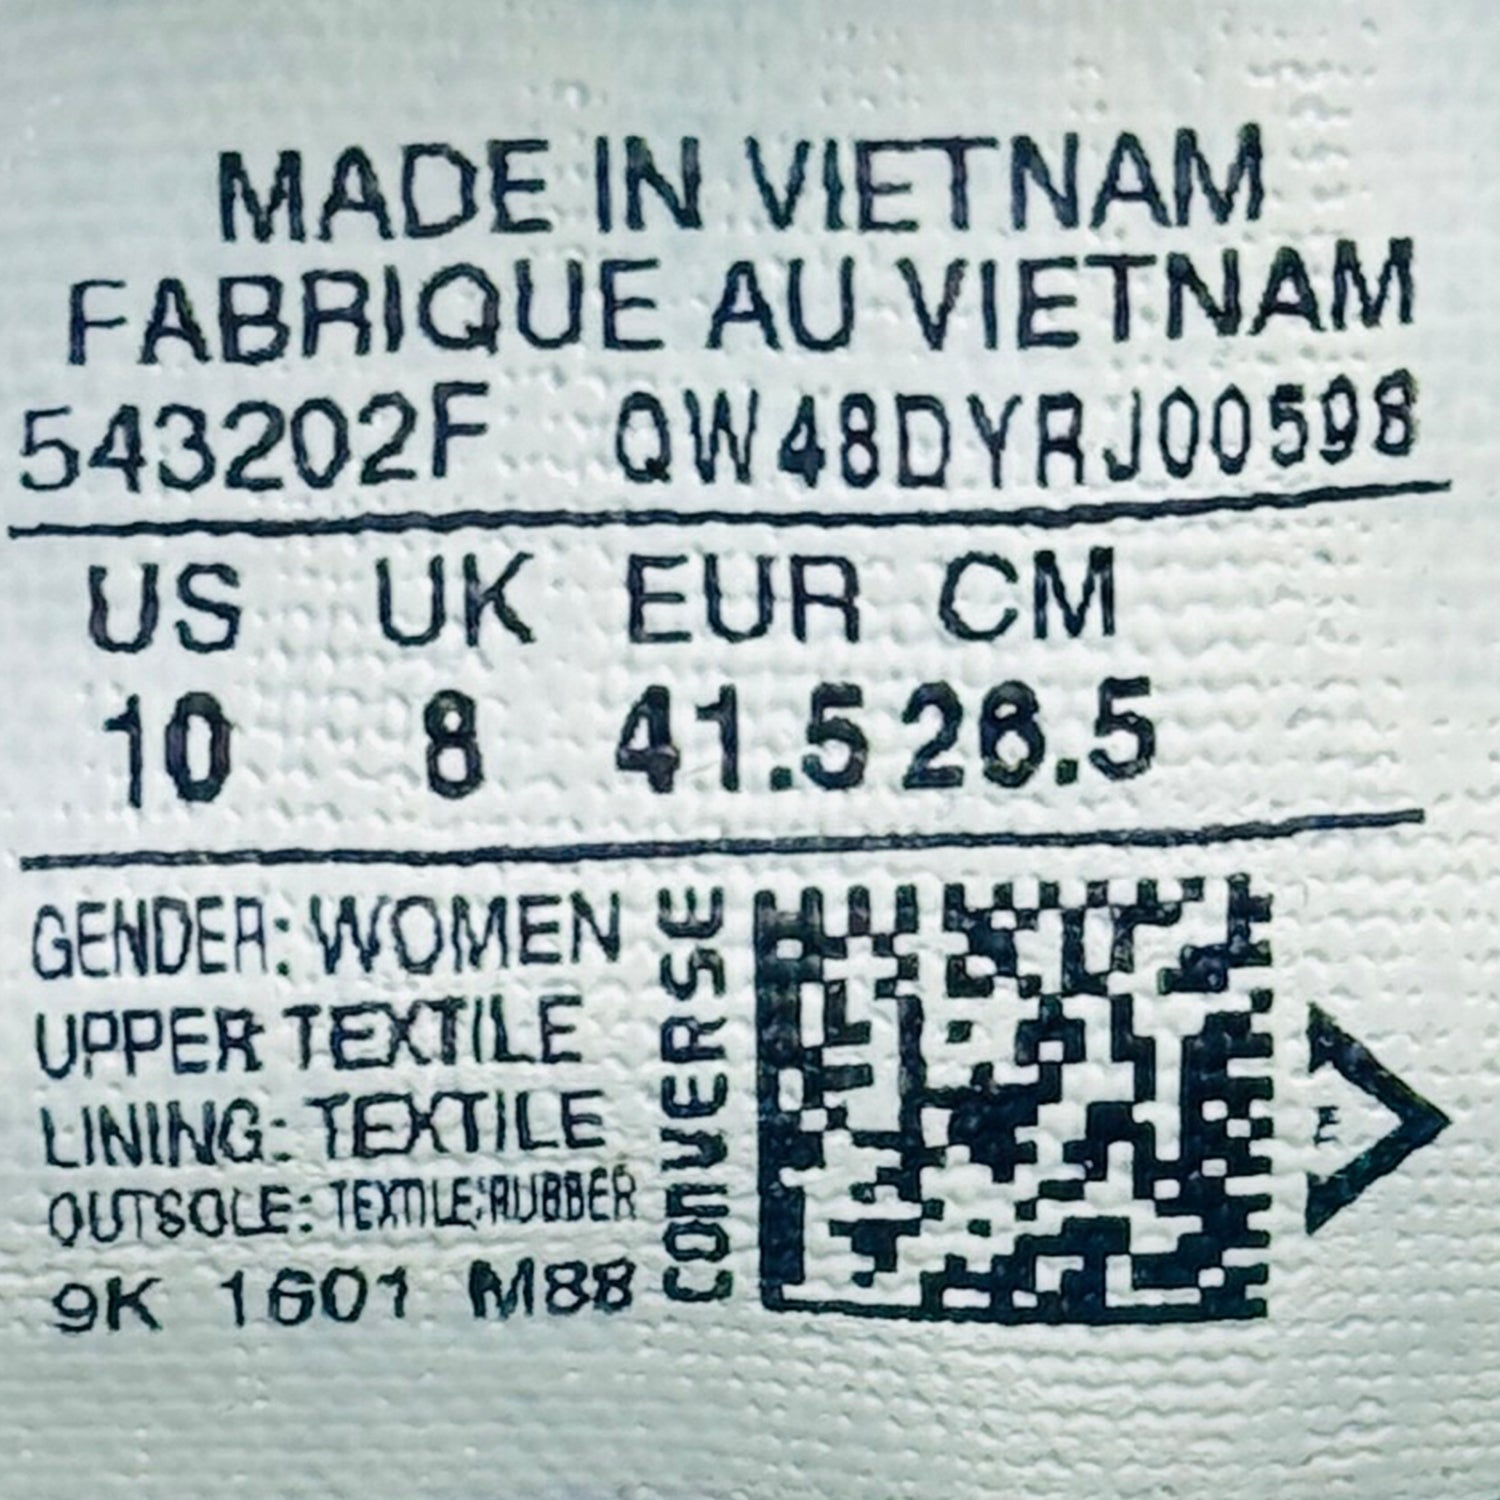 MADE IN VIETNAM
FABRIQUE AU VIETNAM
543202F QW48DYRJ00598
US UK EUR CM
10 8 41.5 26.5
GENDER: WOMEN
UPPER TEXTILE
LINING: TEXTILE
OUTSOLE: TEXTILE;RUBBER
9K 1601 M88
CONVERSE
E